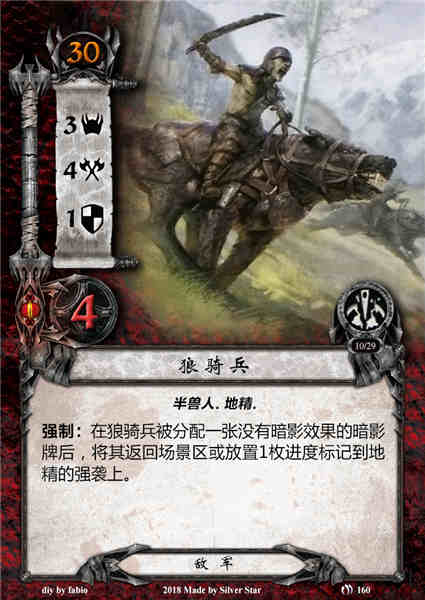 30
3
4
1
4
10/29
狼骑兵
半兽人. 地精.
强制：在狼骑兵被分配一张没有暗影效果的暗影
牌后，将其返回场景区或放置1枚进度标记到地
精的强袭上。
敌军
diy by fabio 2018 Made by Silver Star 160